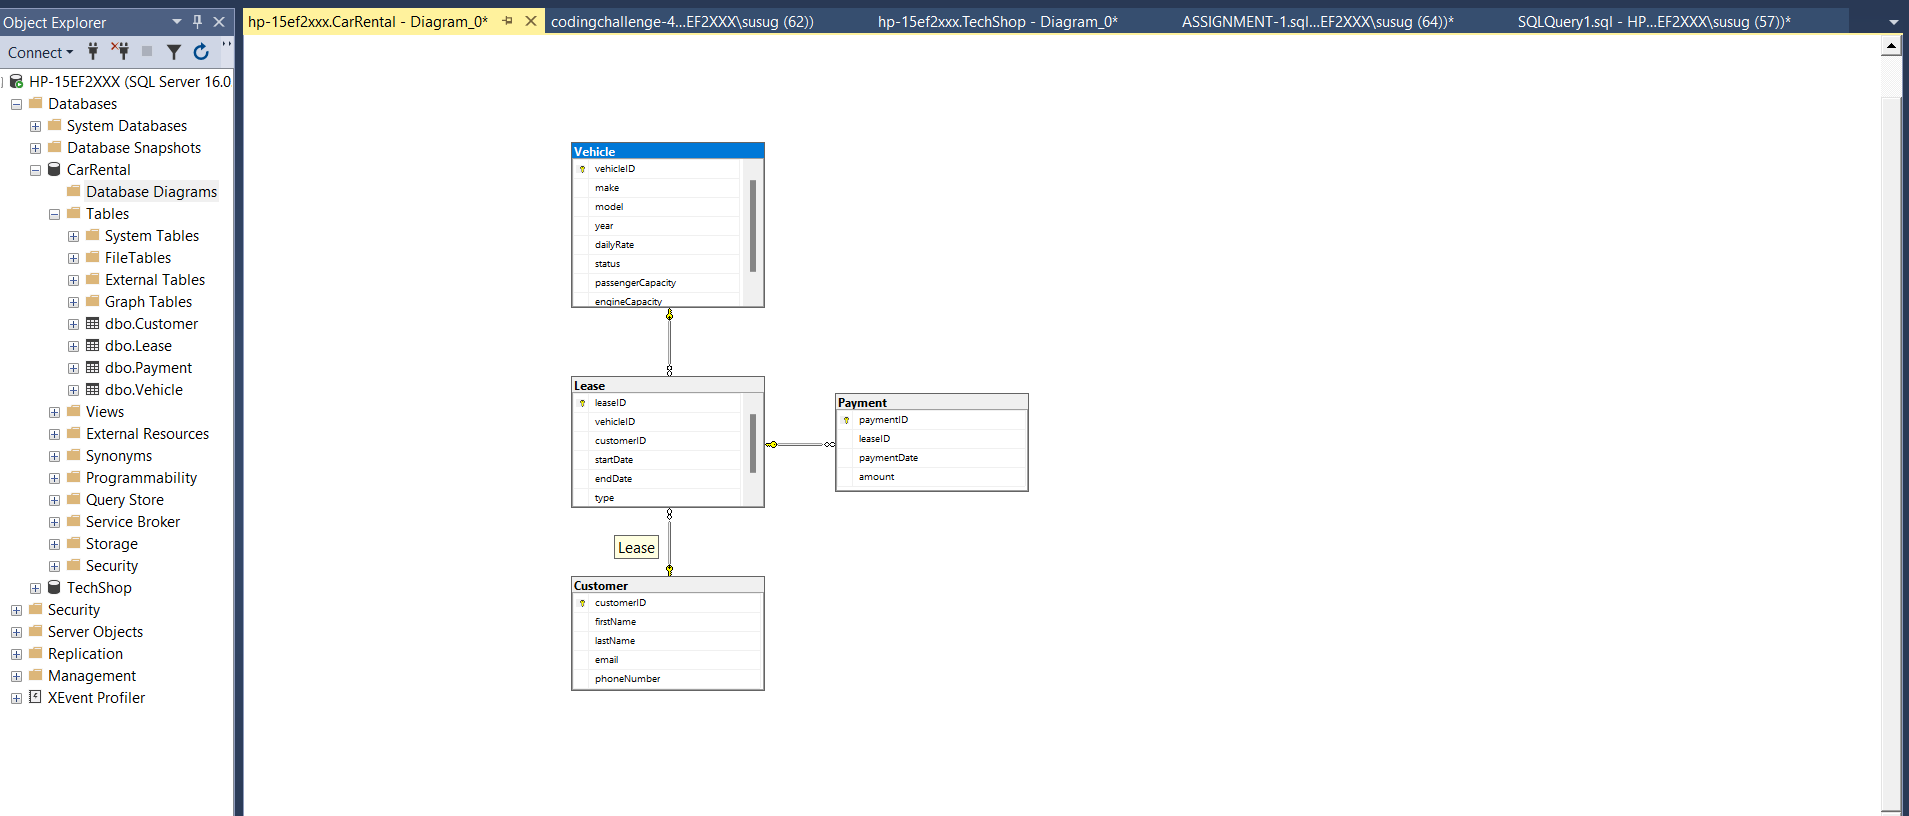 Object Explorer
Connect
HP-15EF2XXX (SQL Server 16.0
Databases
System Databases
Database Snapshots
CarRental
Database Diagrams
Tables
System Tables
FileTables
External Tables
Graph Tables
dbo.Customer
dbo.Lease
dbo.Payment
dbo.Vehicle
Views
External Resources
Synonyms
Programmability
Query Store
Service Broker
Storage
Security
TechShop
Security
Server Objects
Replication
Management
XEvent Profiler
hp-15ef2xxx.CarRental - Diagram_0*
codingchallenge-4...EF2XXX\susug (62))
hp-15ef2xxx.TechShop - Diagram_0*
ASSIGNMENT-1.sql...EF2XXX\susug (64))*
SQLQuery1.sql - HP...EF2XXX\susug (57))*
Vehicle
vehicleID
make
model
year
dailyRate
status
passengerCapacity
engineCapacity
Lease
leaseID
vehicleID
customerID
startDate
endDate
type
Payment
paymentID
leaseID
paymentDate
amount
Lease
Customer
customerID
firstName
lastName
email
phoneNumber